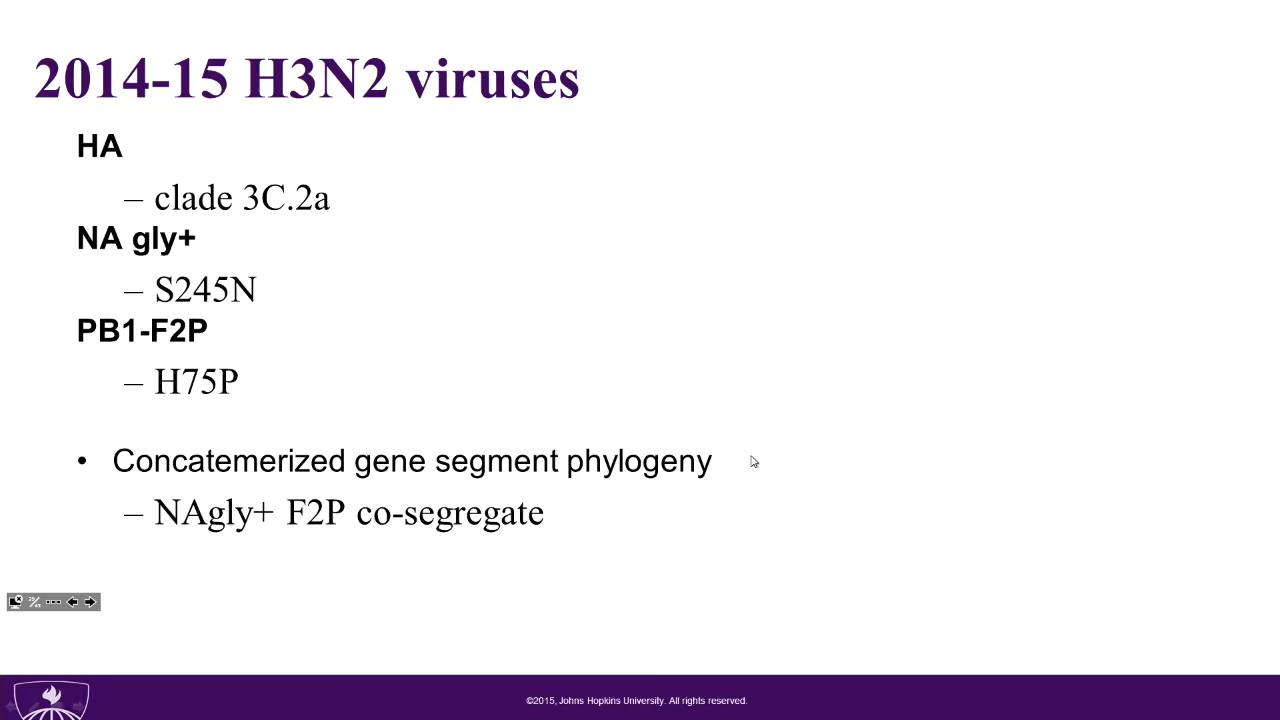 2014-15 H3N2 viruses
HA
– clade 3C.2a
NA gly+
– S245N
PB1-F2P
– H75P
• Concatemerized gene segment phylogeny
– NAgly+ F2P co-segregate
©2015, Johns Hopkins University. All rights reserved.